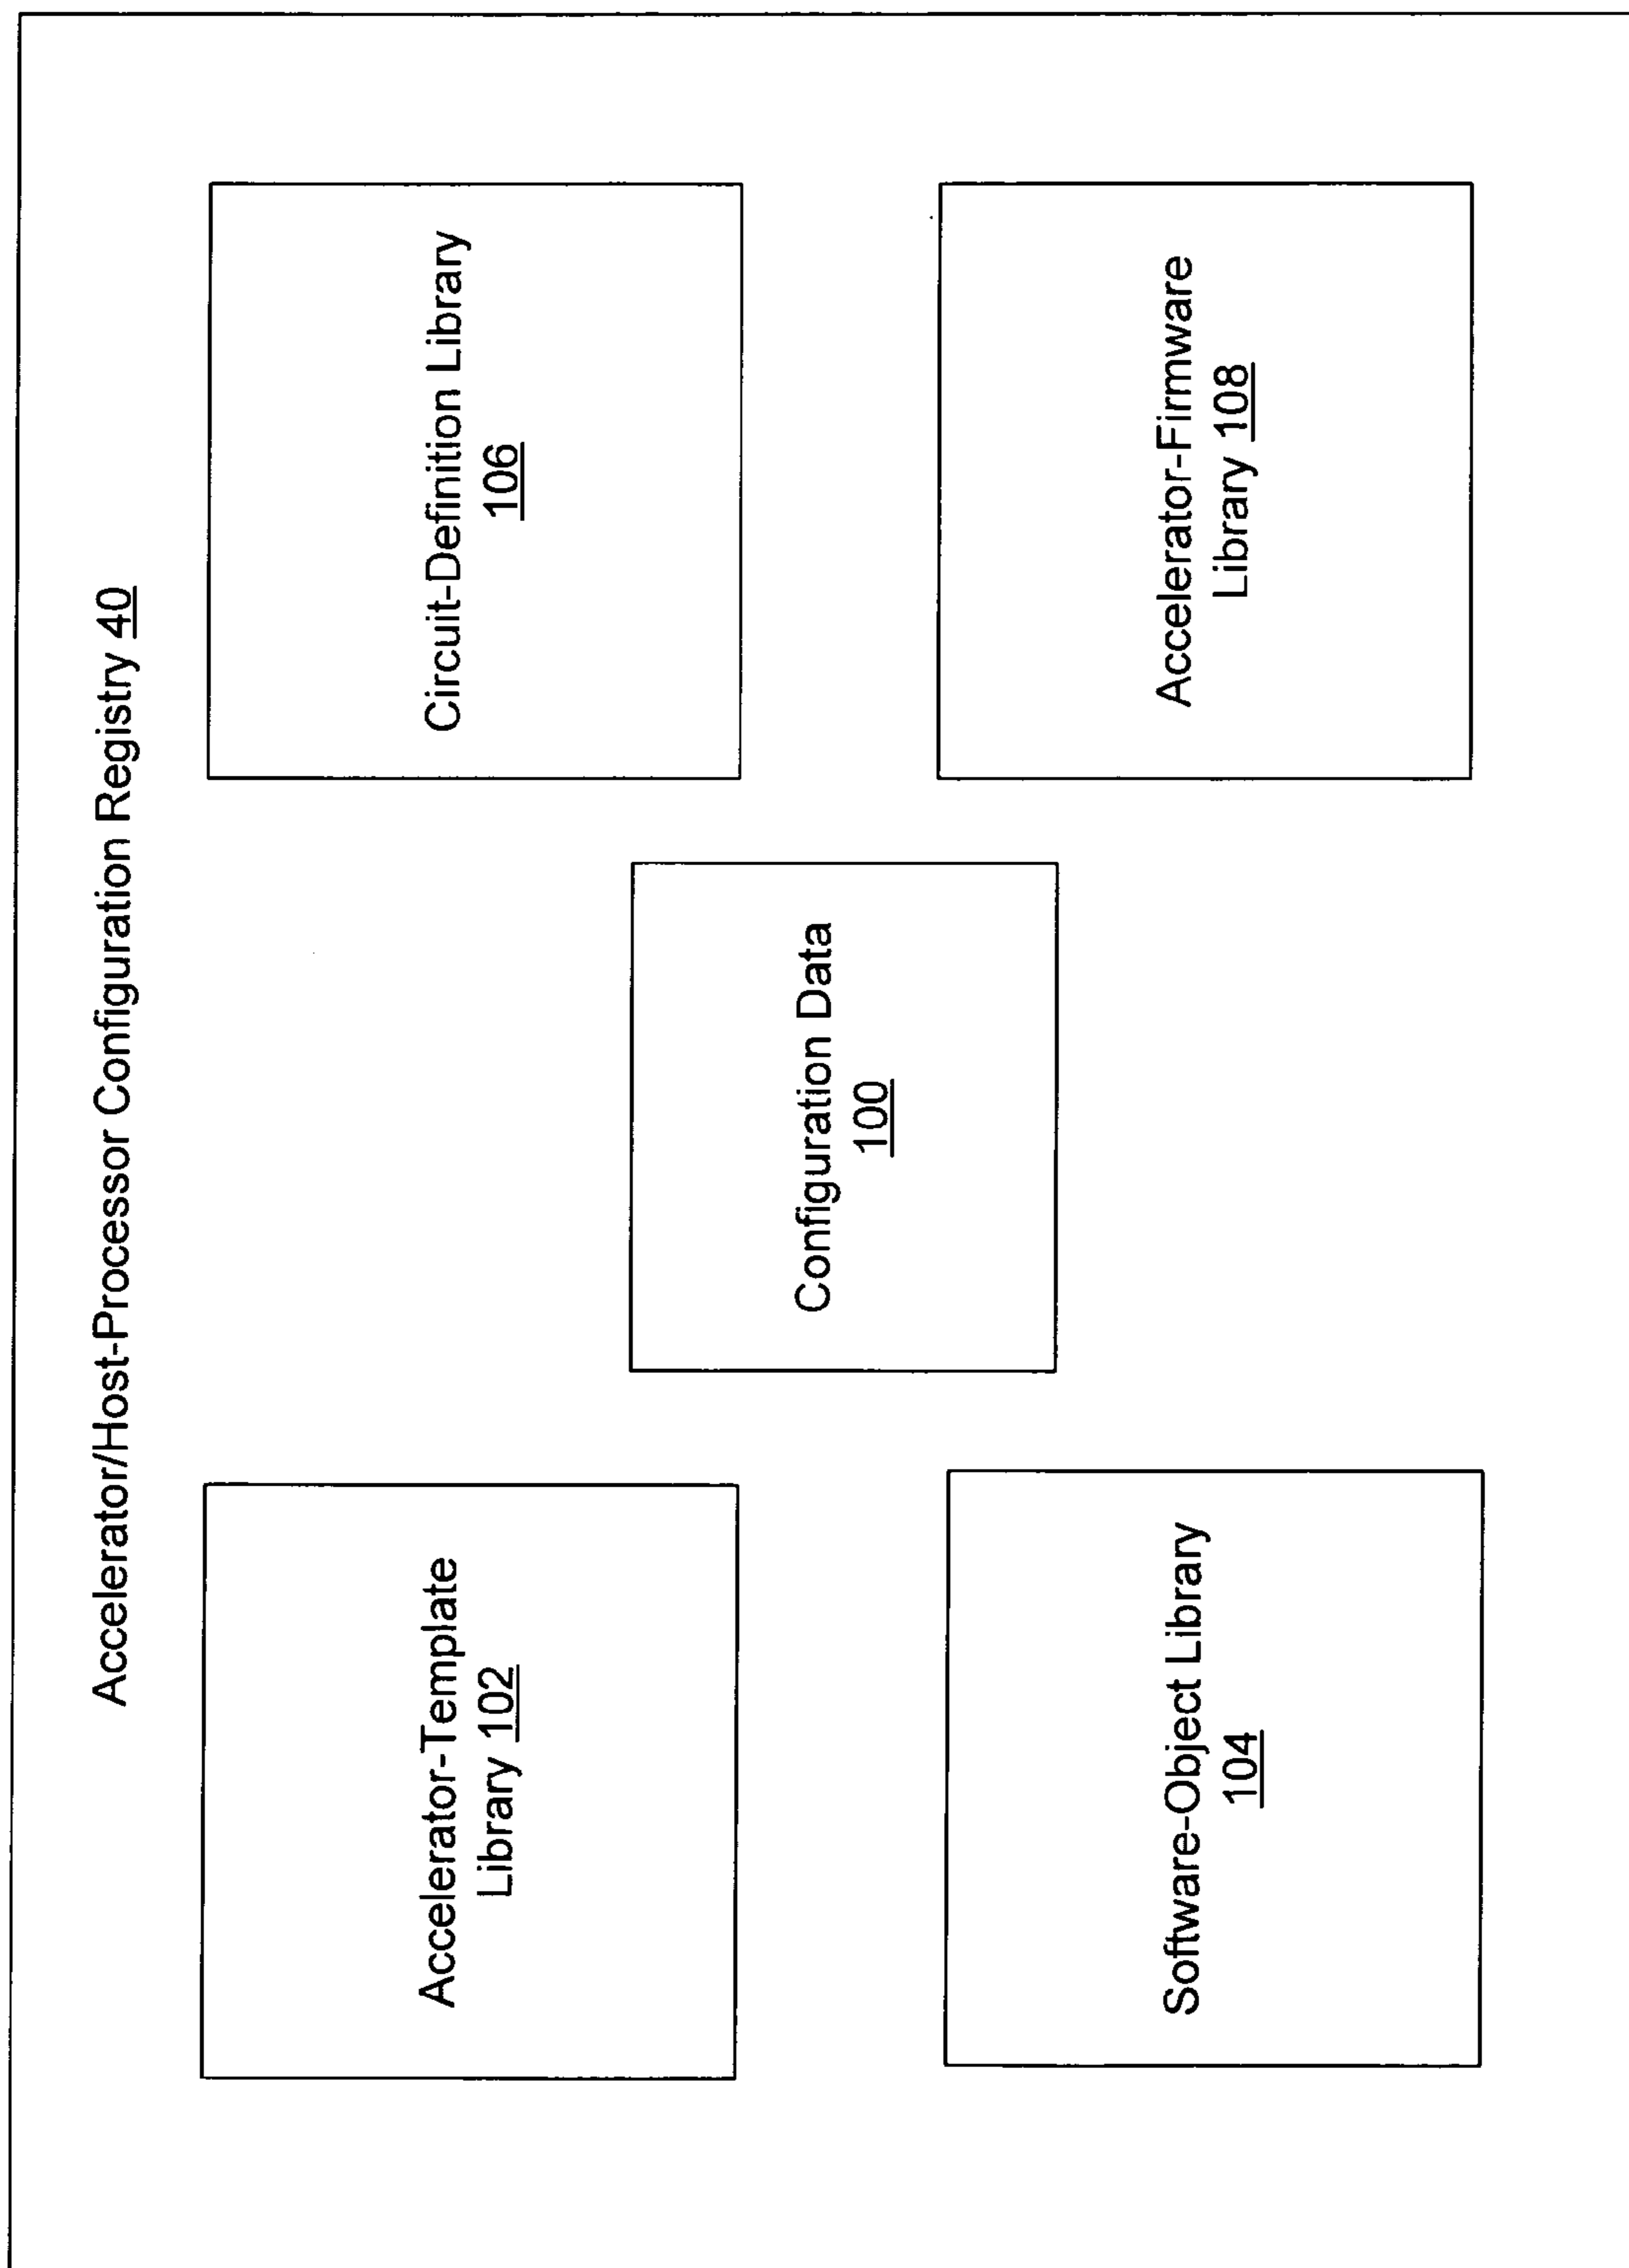 Accelerator/Host-Processor Configuration Registry 40
Accelerator-Template
Library 102
Circuit-Definition Library
106
Configuration Data
100
Software-Object Library
104
Accelerator-Firmware
Library 108